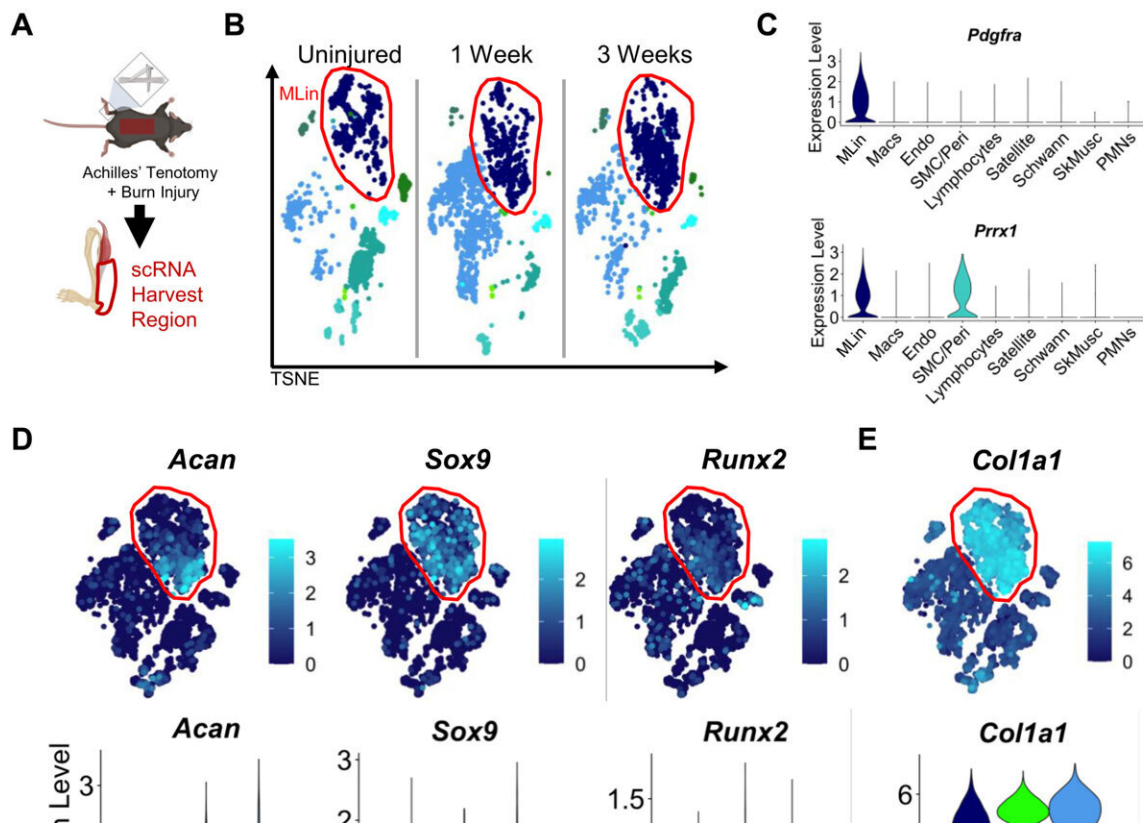 A
Achilles' Tenotomy
+ Burn Injury
scRNA
Harvest
Region
B
Uninjured
1 Week
3 Weeks
MLin
TSNE
C
Pdgfra
Expression Level
3
2
1
0
MLin
Macs
Endo
SMC/Peri
Lymphocytes
Satellite
Schwann
SkMusc
PMNs
Prrx1
Expression Level
3
2
1
0
MLin
Macs
Endo
SMC/Peri
Lymphocytes
Satellite
Schwann
SkMusc
PMNs
D
Acan
3
2
1
0
Sox9
2
1
0
Runx2
2
1
0
E
Col1a1
6
4
2
0
Acan
3
Level
Sox9
3
2
Runx2
1.5
Col1a1
6